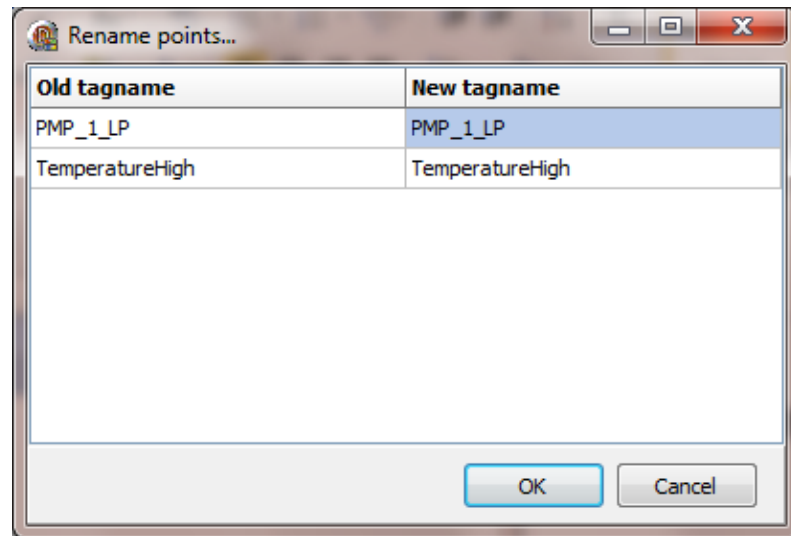 Rename points...
Old tagname New tagname
PMP_1_LP PMP_1_LP
TemperatureHigh TemperatureHigh
OK Cancel